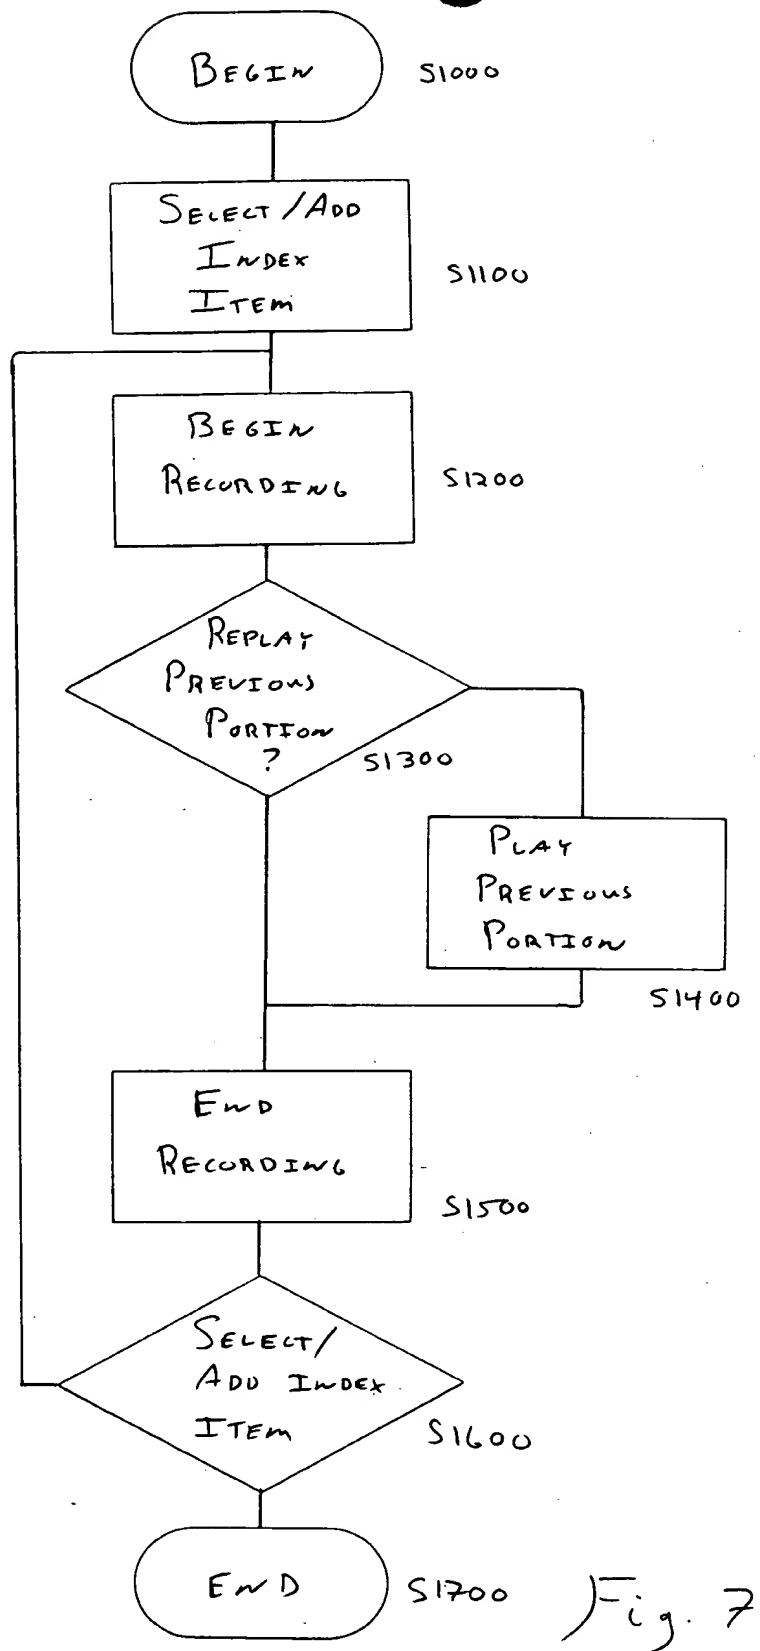 BEGIN
S1000
SELECT/ADD
INDEX
ITEM
S1100
BEGIN
RECORDING
S1200
REPLAY
PREVIOUS
PORTION
?
S1300
PLAY
PREVIOUS
PORTION
S1400
END
RECORDING
S1500
SELECT/
ADD INDEX
ITEM
S1600
END
S1700
Fig. 7